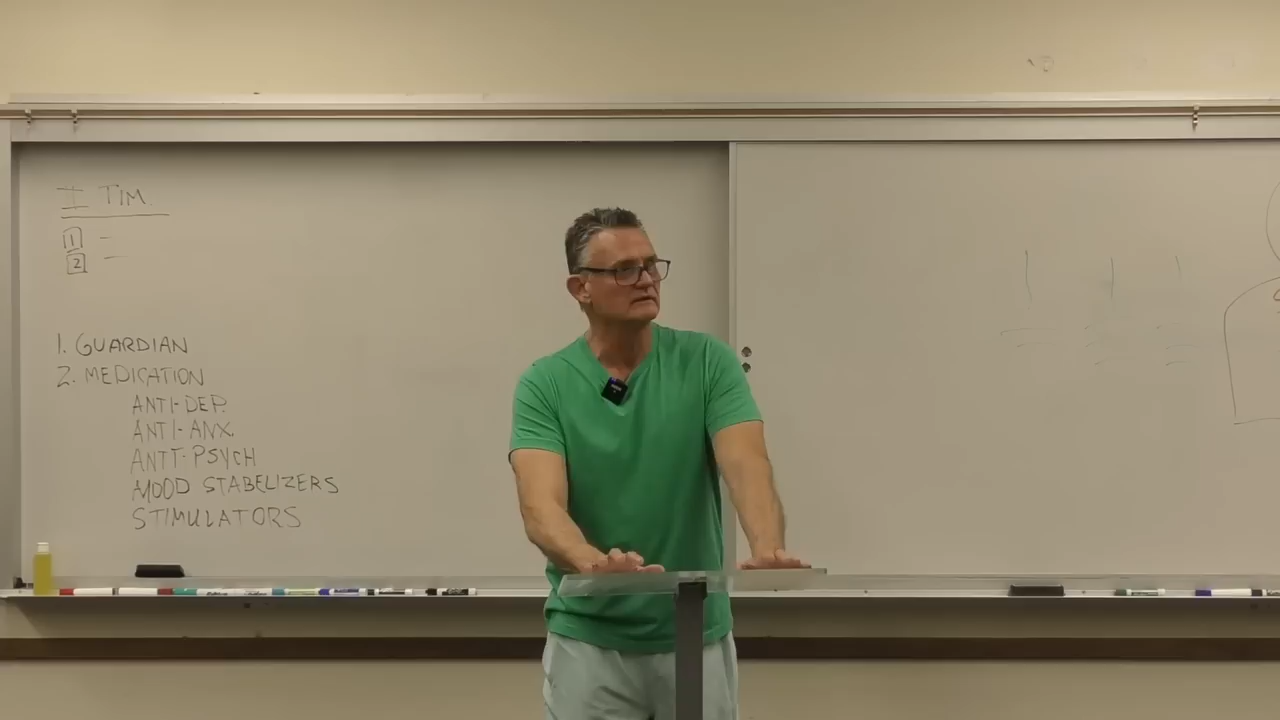 I TIM
1 -
2 -
1. GUARDIAN
2. MEDICATION
ANTI-DEP.
ANTI-ANX.
ANTI-PSYCH
MOOD STABELIZERS
STIMULATORS